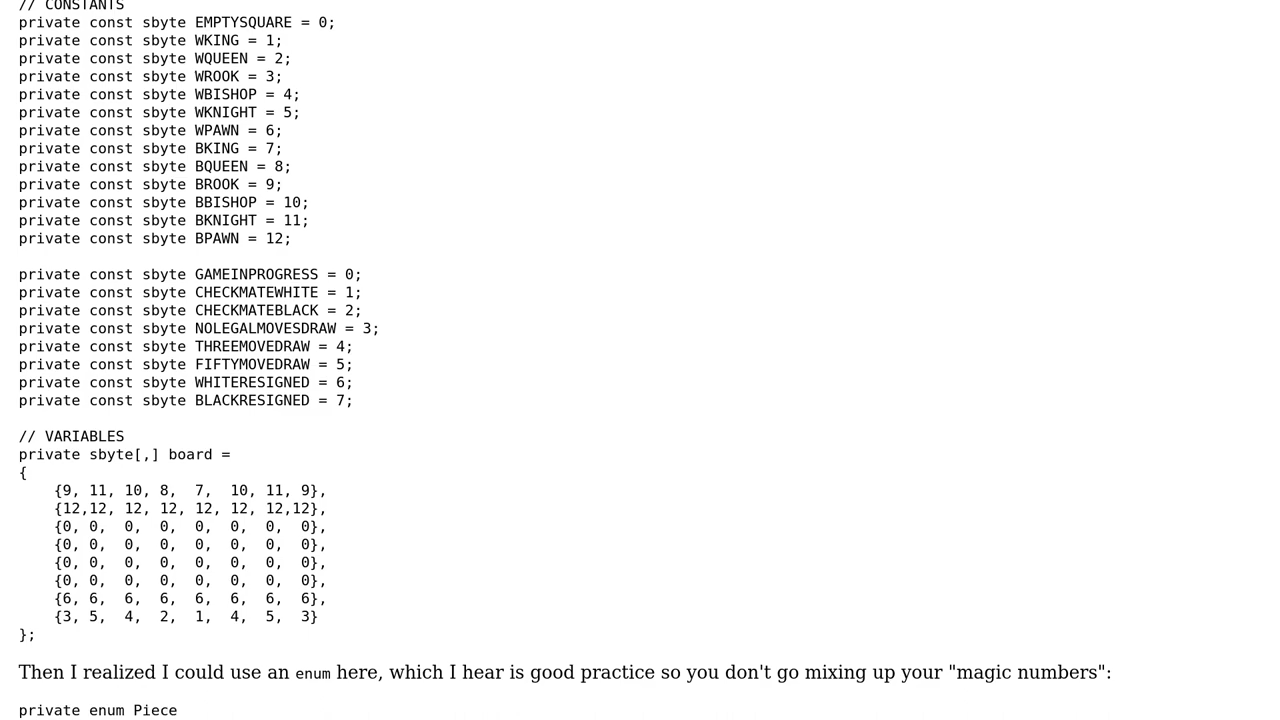 // CONSTANTS
private const sbyte EMPTYSQUARE = 0;
private const sbyte WKING = 1;
private const sbyte WQUEEN = 2;
private const sbyte WROOK = 3;
private const sbyte WBISHOP = 4;
private const sbyte WKNIGHT = 5;
private const sbyte WPAWN = 6;
private const sbyte BKING = 7;
private const sbyte BQUEEN = 8;
private const sbyte BROOK = 9;
private const sbyte BBISHOP = 10;
private const sbyte BKNIGHT = 11;
private const sbyte BPAWN = 12;

private const sbyte GAMEINPROGRESS = 0;
private const sbyte CHECKMATEWHITE = 1;
private const sbyte CHECKMATEBLACK = 2;
private const sbyte NOLEGALMOVESDRAW = 3;
private const sbyte THREEMOVEDRAW = 4;
private const sbyte FIFTYMOVEDRAW = 5;
private const sbyte WHITERESIGNED = 6;
private const sbyte BLACKRESIGNED = 7;

// VARIABLES
private sbyte[,] board =
{
    {9, 11, 10, 8,  7,  10, 11, 9},
    {12,12, 12, 12, 12, 12, 12,12},
    {0, 0,  0,  0,  0,  0,  0,  0},
    {0, 0,  0,  0,  0,  0,  0,  0},
    {0, 0,  0,  0,  0,  0,  0,  0},
    {0, 0,  0,  0,  0,  0,  0,  0},
    {6, 6,  6,  6,  6,  6,  6,  6},
    {3, 5,  4,  2,  1,  4,  5,  3}
};
Then I realized I could use an enum here, which I hear is good practice so you don't go mixing up your "magic numbers":
private enum Piece